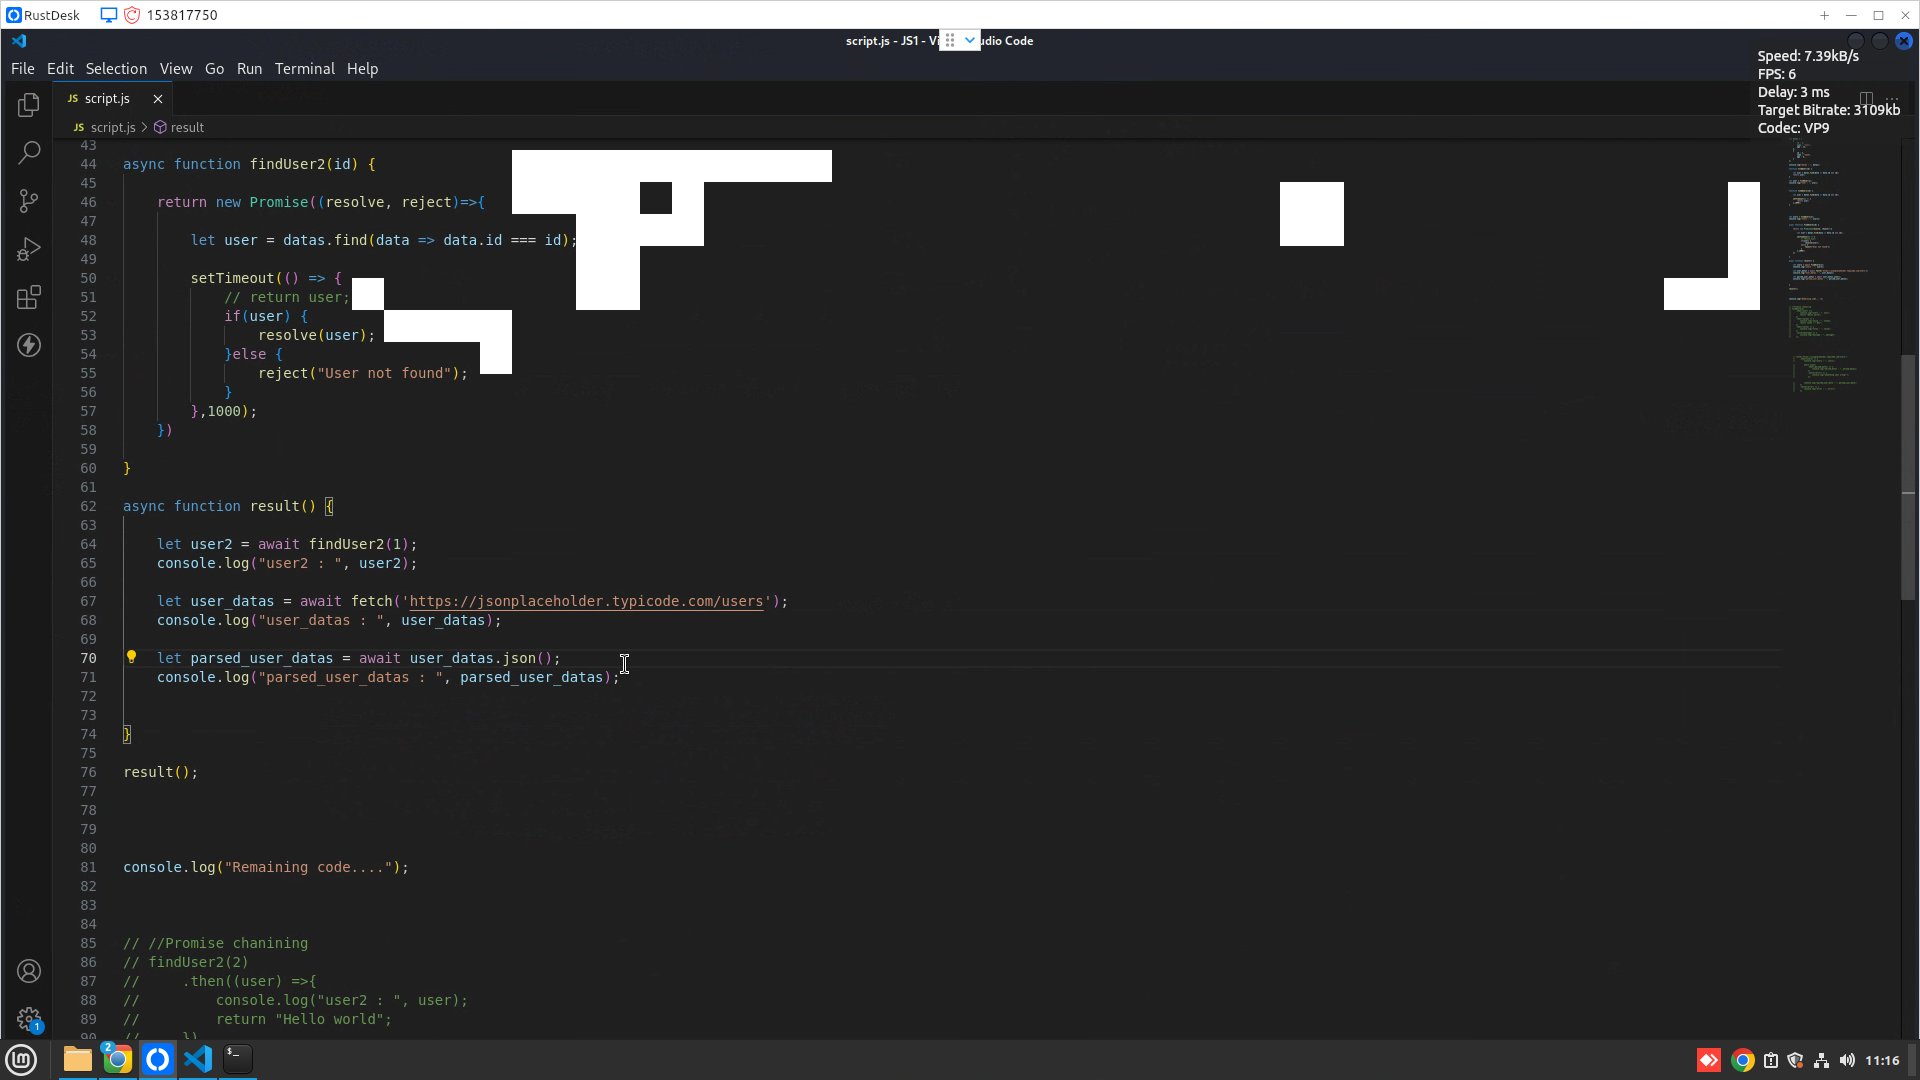 RustDesk
153817750
script.js - JS1 - Vi
udio Code
File Edit Selection View Go Run Terminal Help
Speed: 7.39kB/s
FPS: 6
Delay: 3 ms
Target Bitrate: 3109kb
Codec: VP9
JS script.js
JS script.js > result
43
44 async function findUser2(id) {
45
46     return new Promise((resolve, reject)=>{
47
48         let user = datas.find(data => data.id === id);
49
50         setTimeout(() => {
51             // return user;
52             if(user) {
53                 resolve(user);
54             }else {
55                 reject("User not found");
56             }
57         },1000);
58     })
59
60 }
61
62 async function result() {
63
64     let user2 = await findUser2(1);
65     console.log("user2 : ", user2);
66
67     let user_datas = await fetch('https://jsonplaceholder.typicode.com/users');
68     console.log("user_datas : ", user_datas);
69
70     let parsed_user_datas = await user_datas.json();
71     console.log("parsed_user_datas : ", parsed_user_datas);
72
73
74 }
75
76 result();
77
78
79
80
81 console.log("Remaining code....");
82
83
84
85 // //Promise chanining
86 // findUser2(2)
87 //     .then((user) =>{
88 //         console.log("user2 : ", user);
89 //         return "Hello world";
90 //     })
1
2
11:16